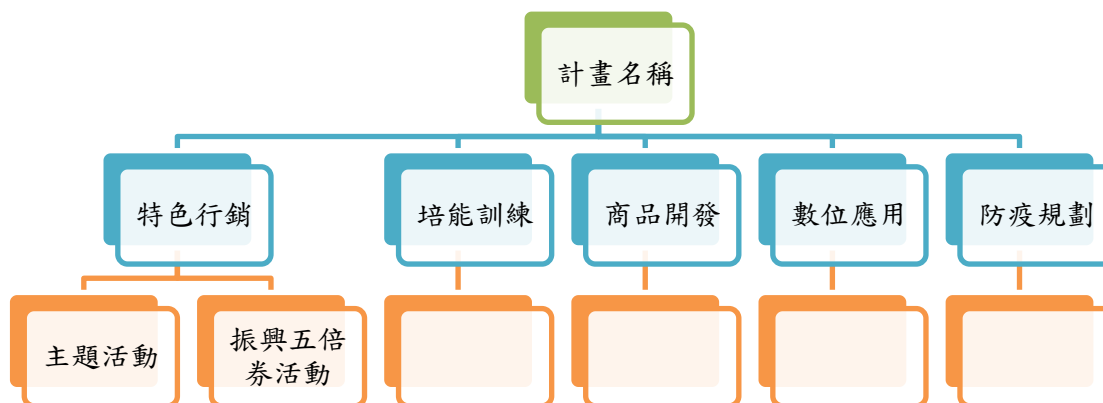 計畫名稱
特色行銷
培能訓練
商品開發
數位應用
防疫規劃
主題活動
振興五倍
券活動